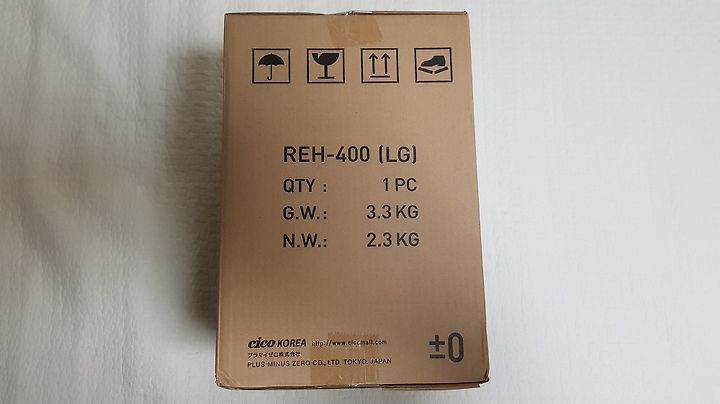 REH-400 (LG)
QTY : 1 PC
G.W.: 3.3 KG
N.W.: 2.3 KG
cico KOREA http://www.cicomall.com
プラマイゼロ株式会社
PLUS MINUS ZERO CO., LTD. TOKYO. JAPAN
±0